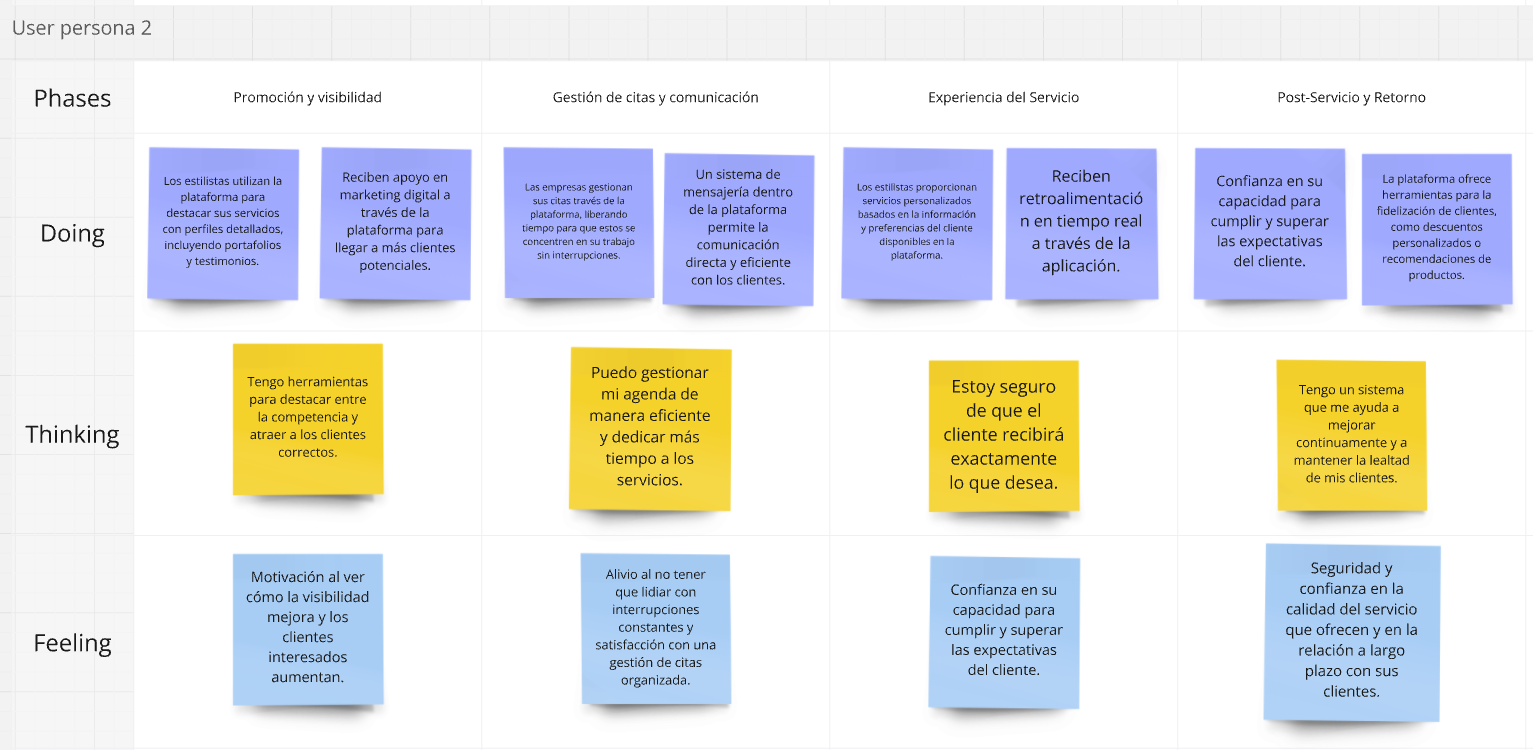 User persona 2
Phases
Promoción y visibilidad
Gestión de citas y comunicación
Experiencia del Servicio
Post-Servicio y Retorno
Doing
Los estilistas utilizan la
plataforma para
destacar sus servicios
con perfiles detallados,
incluyendo portafolios
y testimonios.
Reciben apoyo en
marketing digital a
través de la
plataforma para
llegar a más clientes
potenciales.
Las empresas gestionan
sus citas través de la
plataforma, liberando
tiempo para que estos se
concentren en su trabajo
sin interrupciones.
Un sistema de
mensajería dentro
de la plataforma
permite la
comunicación
directa y eficiente
con los clientes.
Los estilistas proporcionan
servicios personalizados
basados en la información
y preferencias del cliente
disponibles en la
plataforma.
Reciben
retroalimentació
n en tiempo real
a través de la
aplicación.
Confianza en su
capacidad para
cumplir y superar
las expectativas
del cliente.
La plataforma ofrece
herramientas para la
fidelización de clientes,
como descuentos
personalizados o
recomendaciones de
productos.
Thinking
Tengo herramientas
para destacar entre
la competencia y
atraer a los clientes
correctos.
Puedo gestionar
mi agenda de
manera eficiente
y dedicar más
tiempo a los
servicios.
Estoy seguro
de que el
cliente recibirá
exactamente
lo que desea.
Tengo un sistema
que me ayuda a
mejorar
continuamente y a
mantener la lealtad
de mis clientes.
Feeling
Motivación al ver
cómo la visibilidad
mejora y los
clientes
interesados
aumentan.
Alivio al no tener
que lidiar con
interrupciones
constantes y
satisfacción con una
gestión de citas
organizada.
Confianza en su
capacidad para
cumplir y superar
las expectativas
del cliente.
Seguridad y
confianza en la
calidad del servicio
que ofrecen y en la
relación a largo
plazo con sus
clientes.